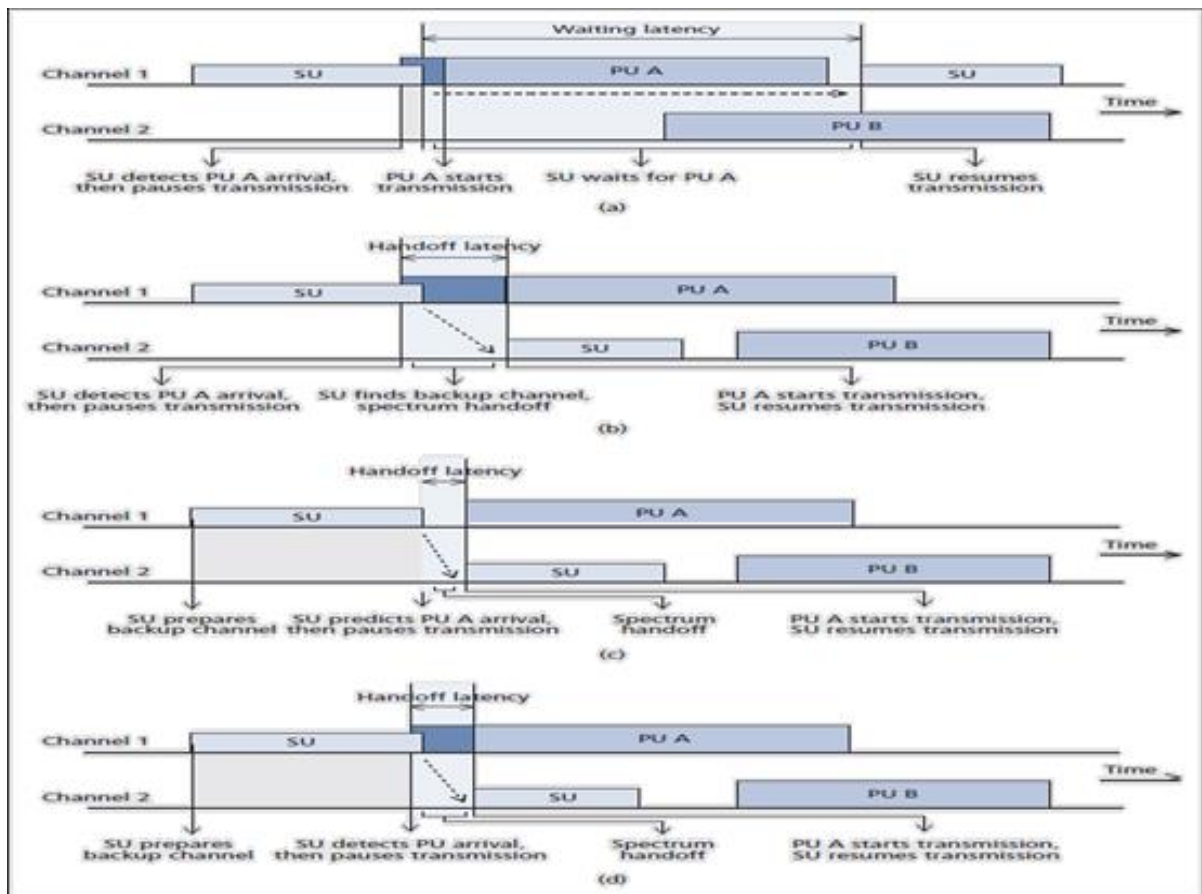 Waiting latency
Channel 1 SU PU A SU
Time
Channel 2 PU B
SU detects PU A arrival, PU A starts SU waits for PU A SU resumes
then pauses transmission transmission transmission
(a)
Handoff latency
Channel 1 SU PU A
Time
Channel 2 SU PU B
SU detects PU A arrival, SU finds backup channel, PU A starts transmission,
then pauses transmission spectrum handoff SU resumes transmission
(b)
Handoff latency
Channel 1 SU PU A
Time
Channel 2 SU PU B
SU prepares SU predicts PU A arrival, Spectrum PU A starts transmission,
backup channel then pauses transmission handoff SU resumes transmission
(c)
Handoff latency
Channel 1 SU PU A
Time
Channel 2 SU PU B
SU prepares SU detects PU arrival, Spectrum PU A starts transmission,
backup channel then pauses transmission handoff SU resumes transmission
(d)